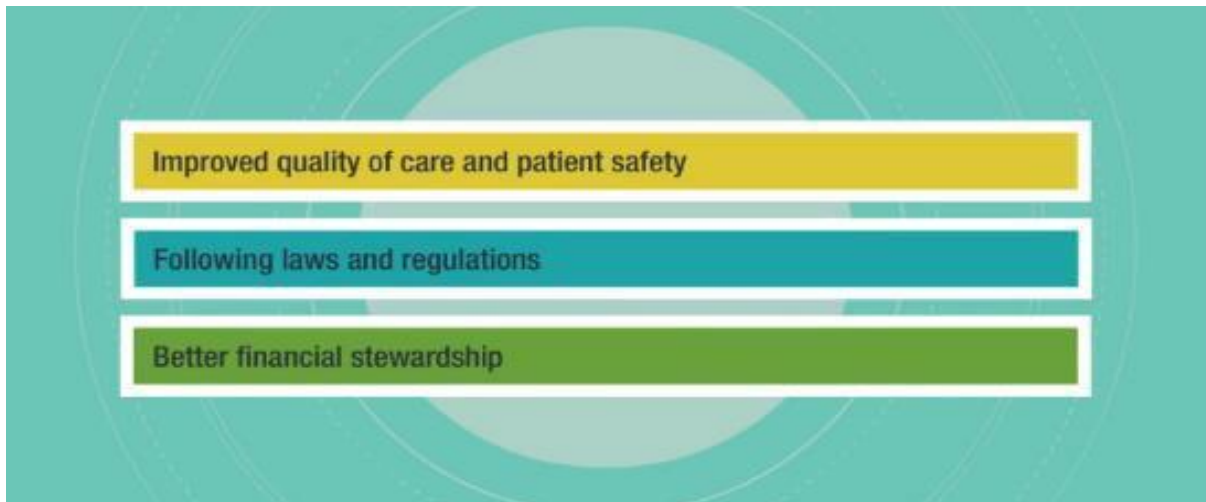 Improved quality of care and patient safety
Following laws and regulations
Better financial stewardship